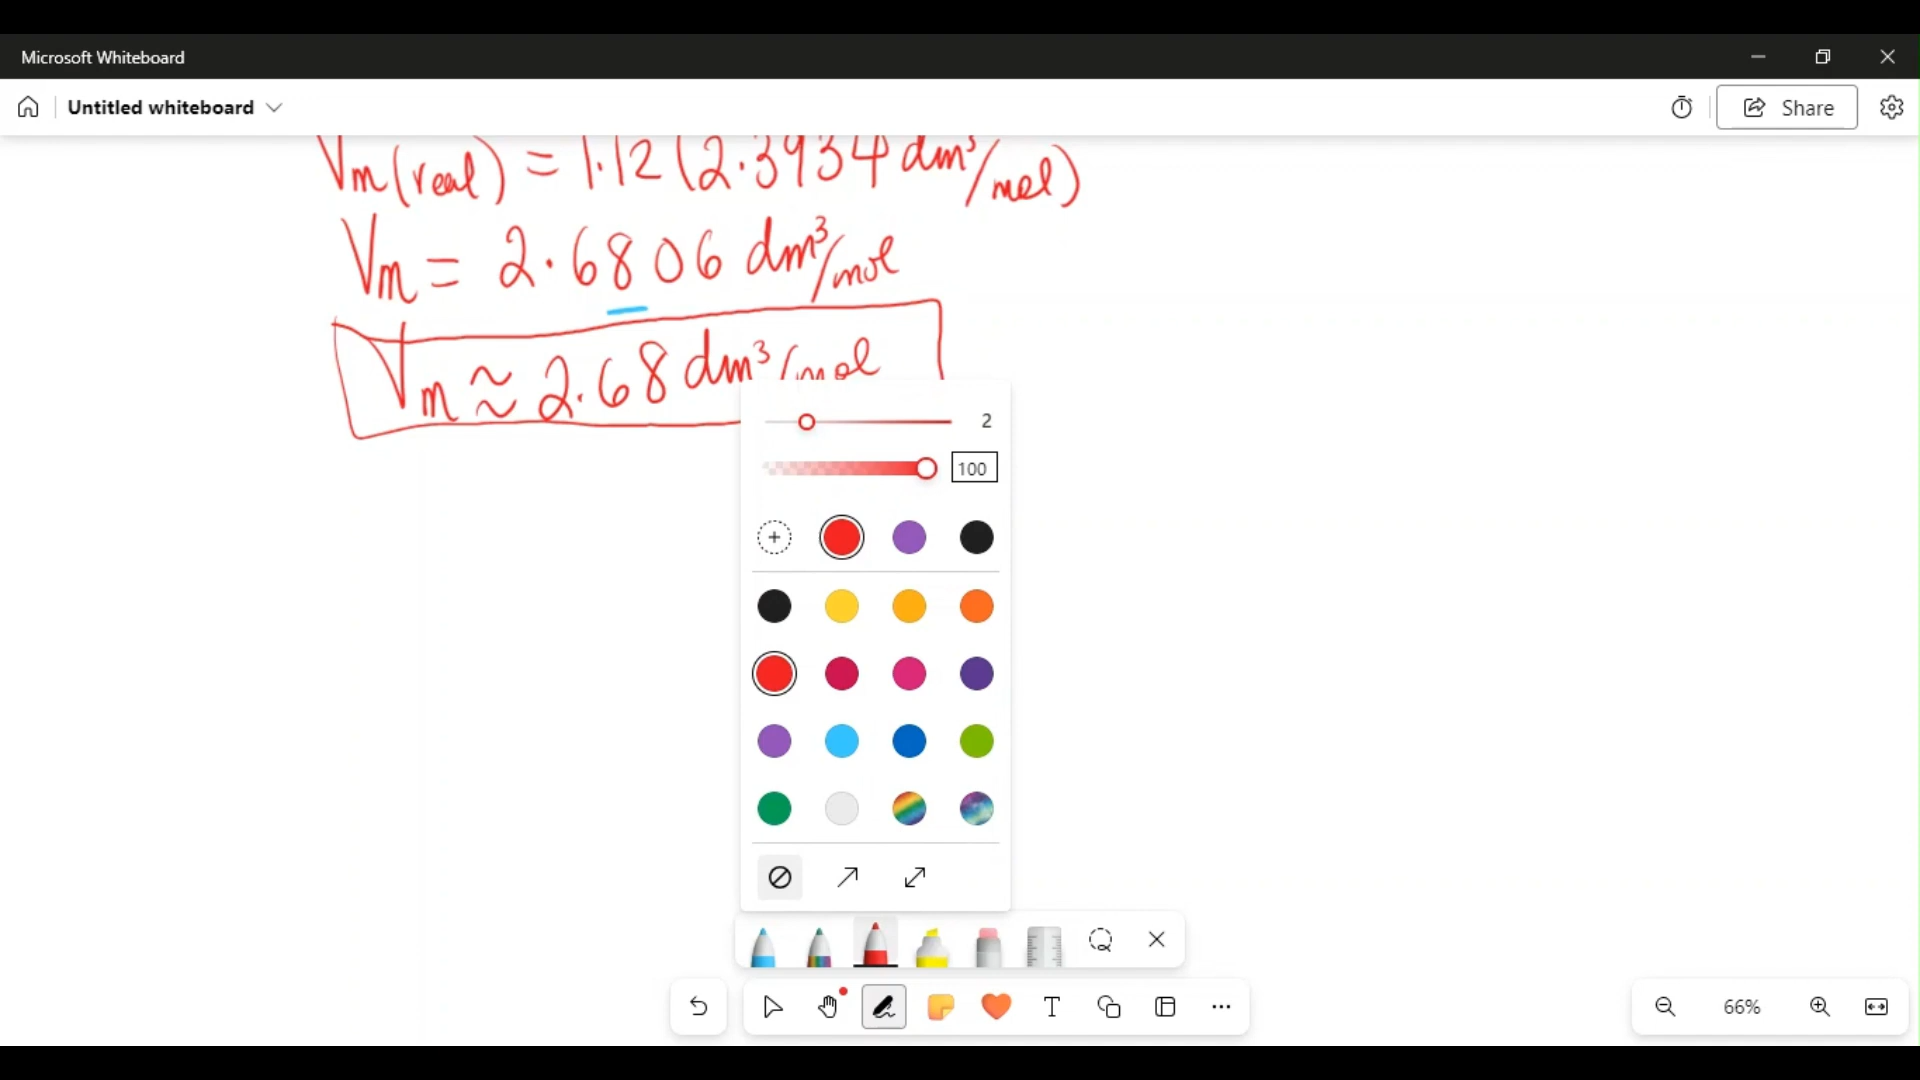 Microsoft Whiteboard
Untitled whiteboard
Share
Vm(real) = 1.12 (2.3934 dm³/mol)
Vm = 2.6806 dm³/mol
Vm ≈ 2.68 dm³/mol
2
100
T
66%